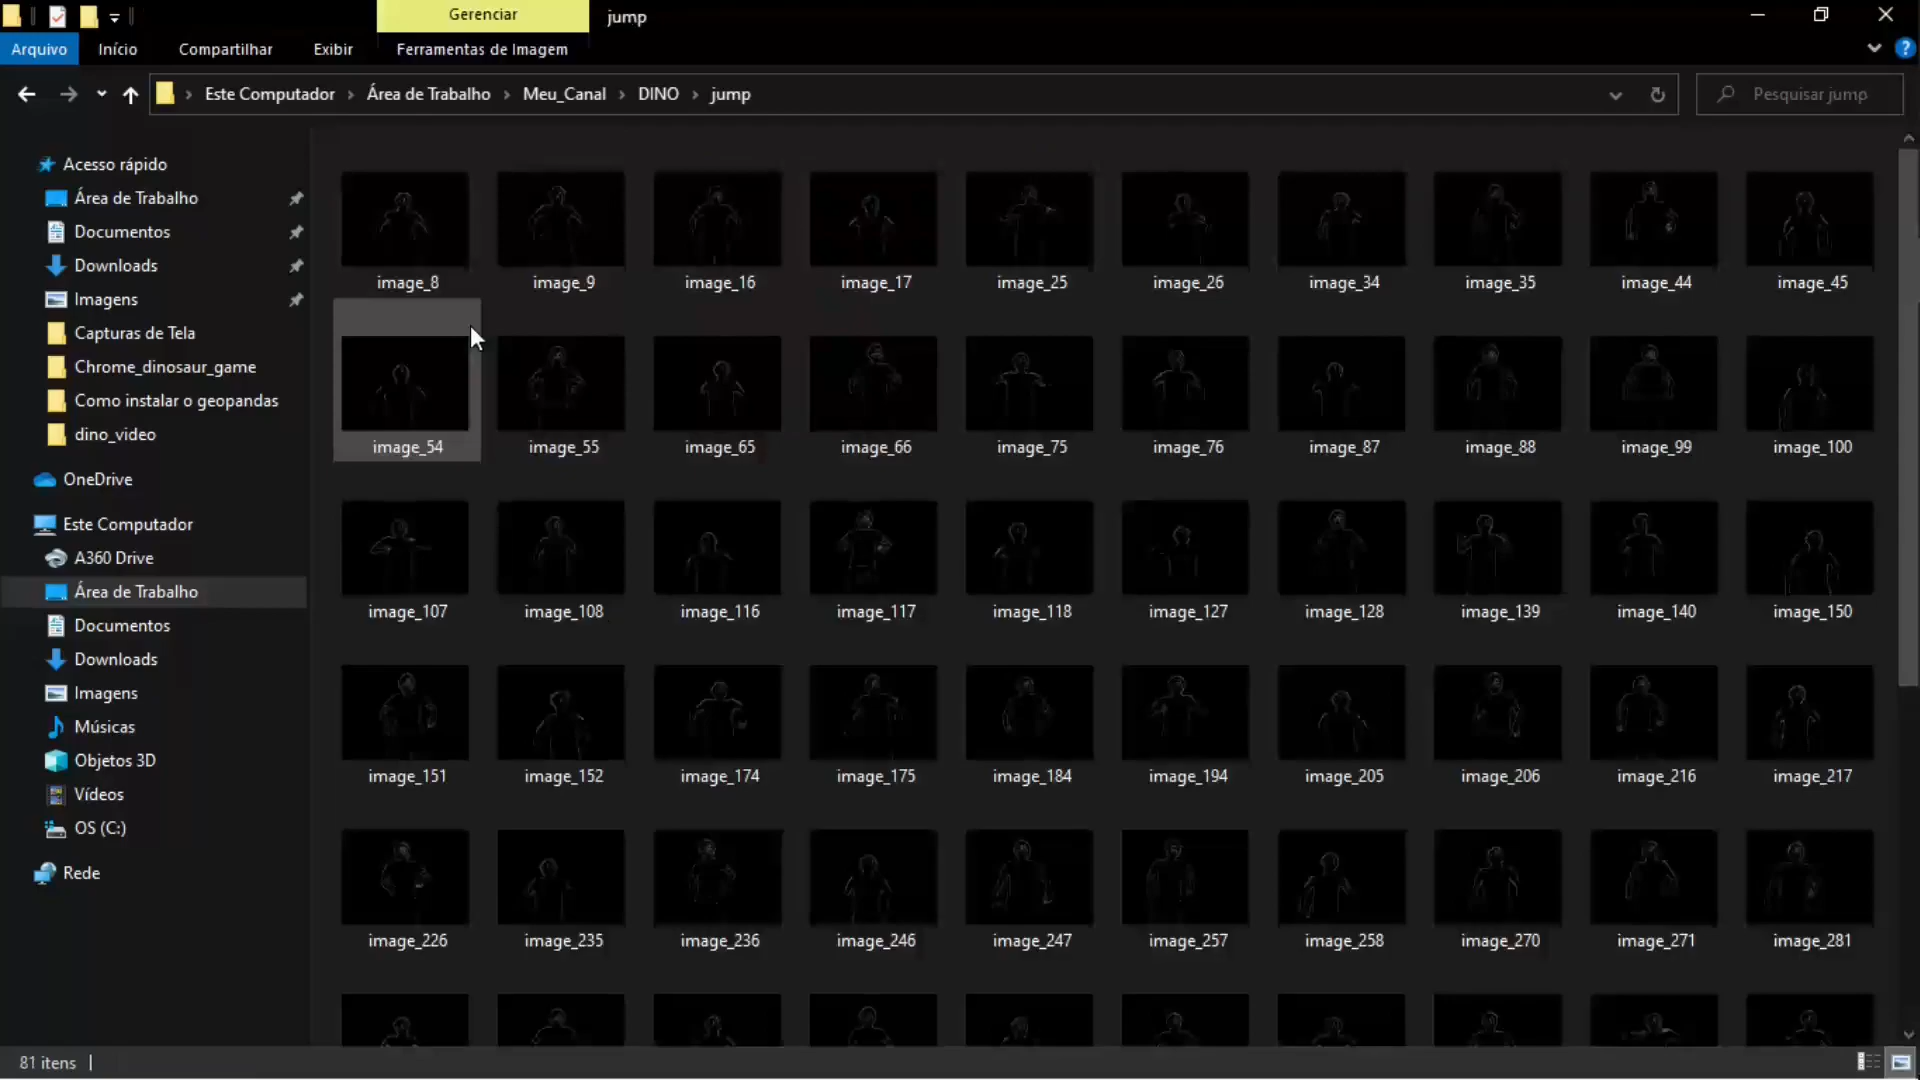 Gerenciar
jump
Arquivo Início Compartilhar Exibir Ferramentas de Imagem
Este Computador Área de Trabalho Meu_Canal DINO jump
Pesquisar jump
Acesso rápido
Área de Trabalho
Documentos
Downloads
Imagens
Capturas de Tela
Chrome_dinosaur_game
Como instalar o geopandas
dino_video
OneDrive
Este Computador
A360 Drive
Área de Trabalho
Documentos
Downloads
Imagens
Músicas
Objetos 3D
Vídeos
OS (C:)
Rede
image_8 image_9 image_16 image_17 image_25 image_26 image_34 image_35 image_44 image_45
image_54 image_55 image_65 image_66 image_75 image_76 image_87 image_88 image_99 image_100
image_107 image_108 image_116 image_117 image_118 image_127 image_128 image_139 image_140 image_150
image_151 image_152 image_174 image_175 image_184 image_194 image_205 image_206 image_216 image_217
image_226 image_235 image_236 image_246 image_247 image_257 image_258 image_270 image_271 image_281
81 itens